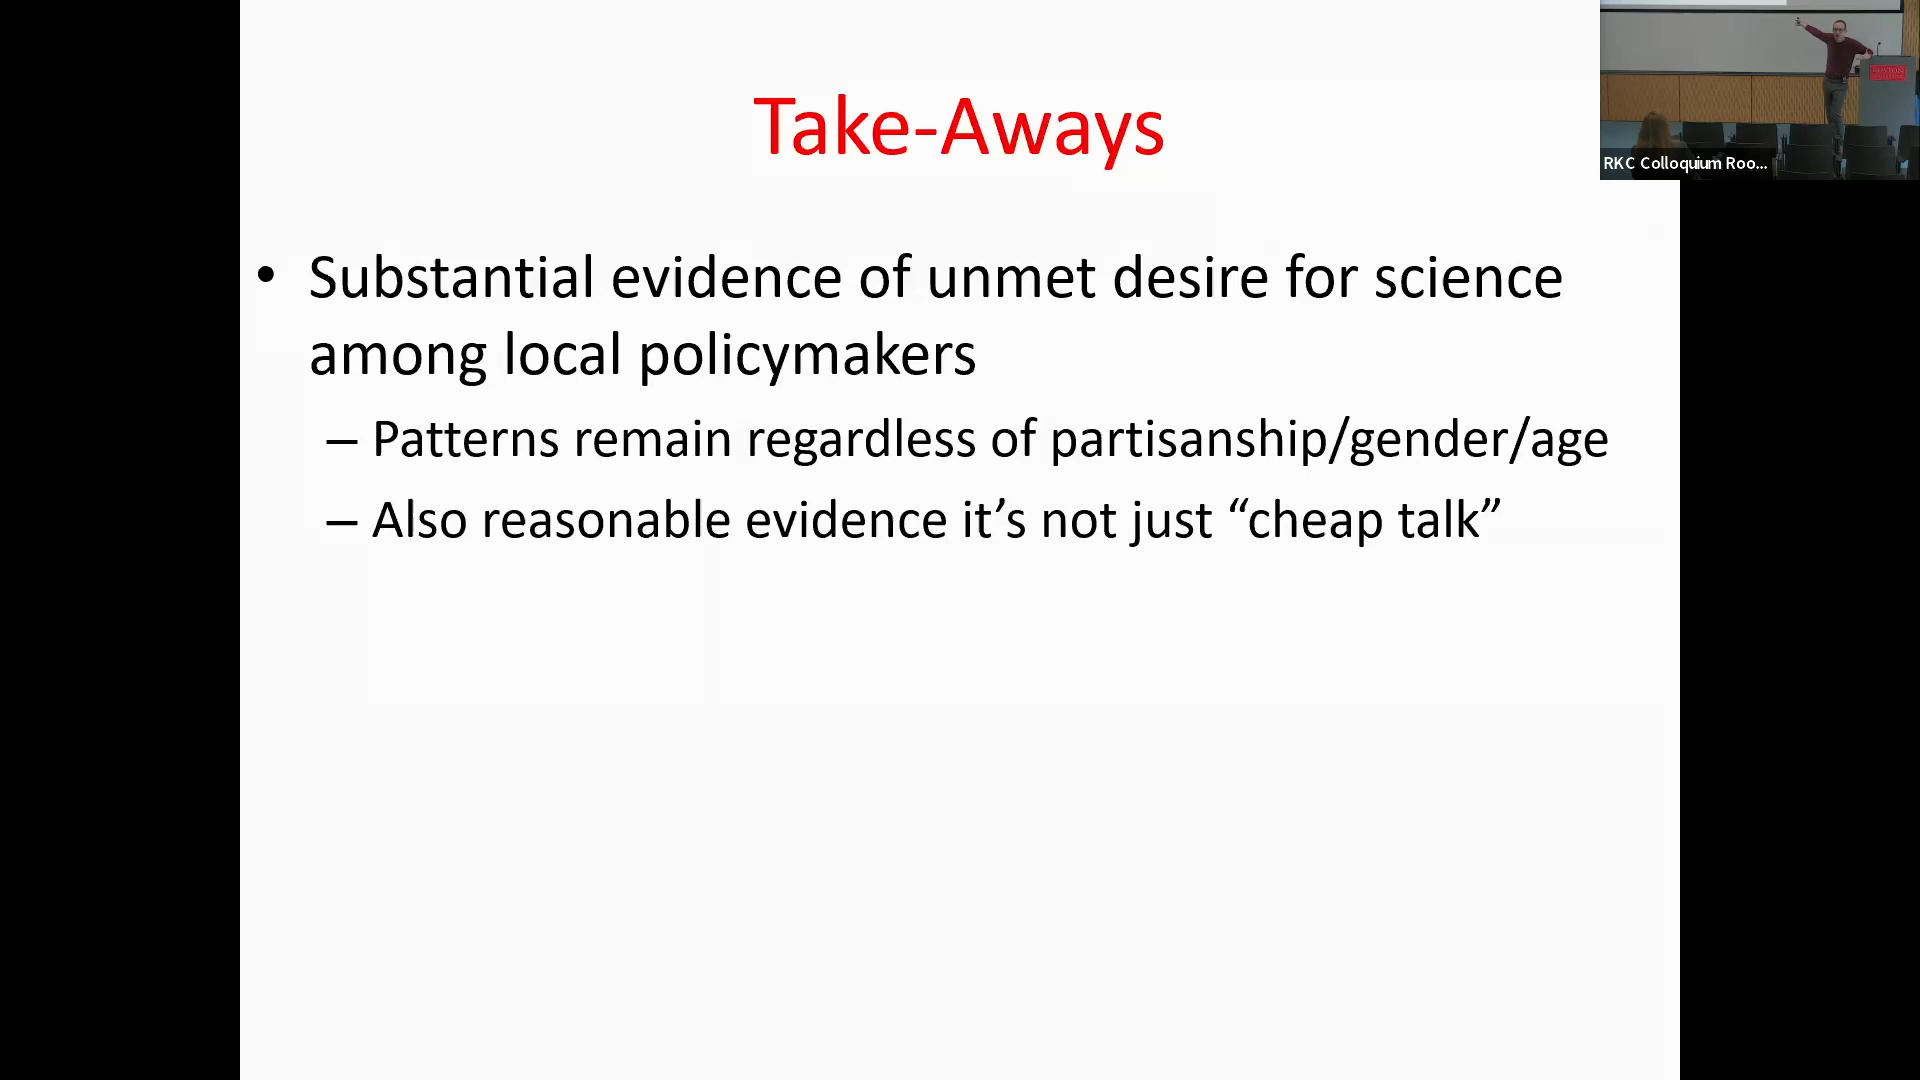 Take-Aways
• Substantial evidence of unmet desire for science
among local policymakers
– Patterns remain regardless of partisanship/gender/age
– Also reasonable evidence it’s not just “cheap talk”
RKC Colloquium Roo...
BOSTON